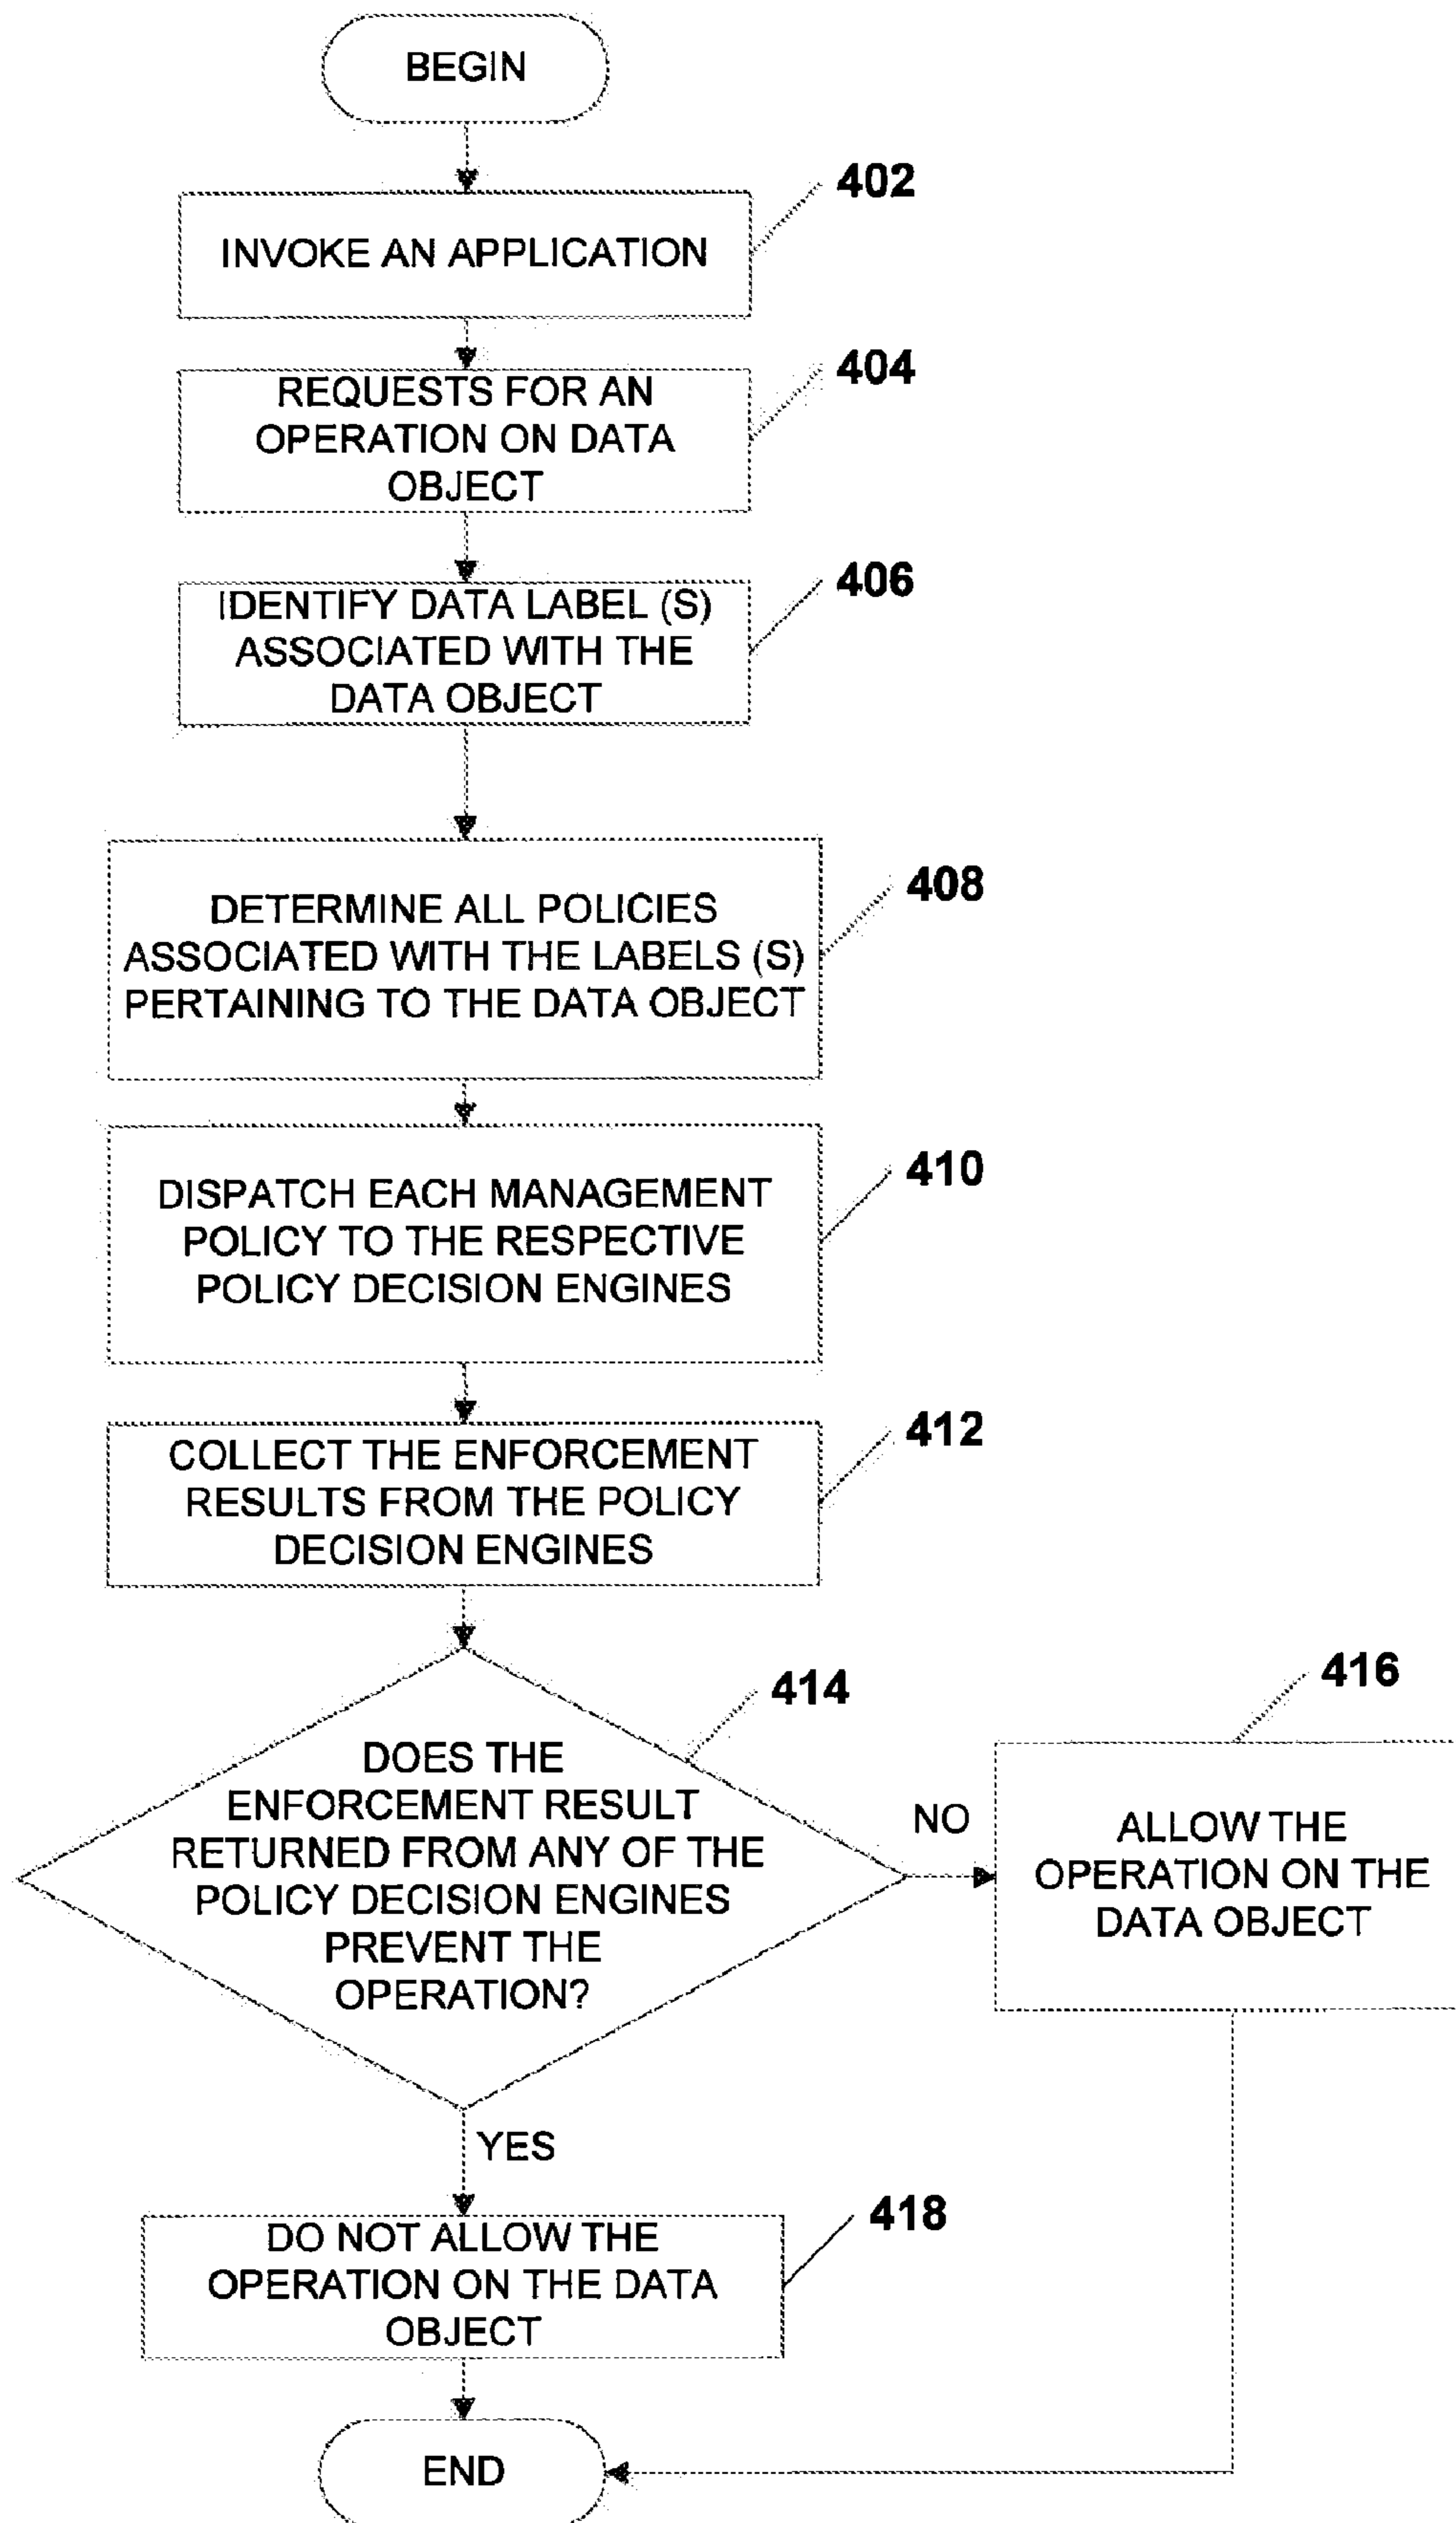 BEGIN
402
INVOKE AN APPLICATION
404
REQUESTS FOR AN
OPERATION ON DATA
OBJECT
406
IDENTIFY DATA LABEL (S)
ASSOCIATED WITH THE
DATA OBJECT
408
DETERMINE ALL POLICIES
ASSOCIATED WITH THE LABELS (S)
PERTAINING TO THE DATA OBJECT
410
DISPATCH EACH MANAGEMENT
POLICY TO THE RESPECTIVE
POLICY DECISION ENGINES
412
COLLECT THE ENFORCEMENT
RESULTS FROM THE POLICY
DECISION ENGINES
414
DOES THE
ENFORCEMENT RESULT
RETURNED FROM ANY OF THE
POLICY DECISION ENGINES
PREVENT THE
OPERATION?
NO
416
ALLOW THE
OPERATION ON THE
DATA OBJECT
YES
418
DO NOT ALLOW THE
OPERATION ON THE DATA
OBJECT
END